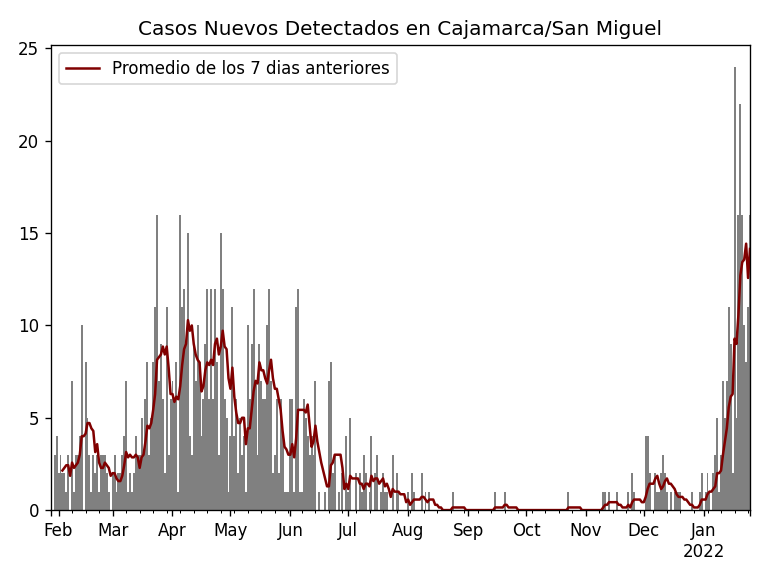 Casos Nuevos Detectados en Cajamarca/San Miguel
Promedio de los 7 dias anteriores
25
20
15
10
5
0
Feb Mar Apr May Jun Jul Aug Sep Oct Nov Dec Jan
2022